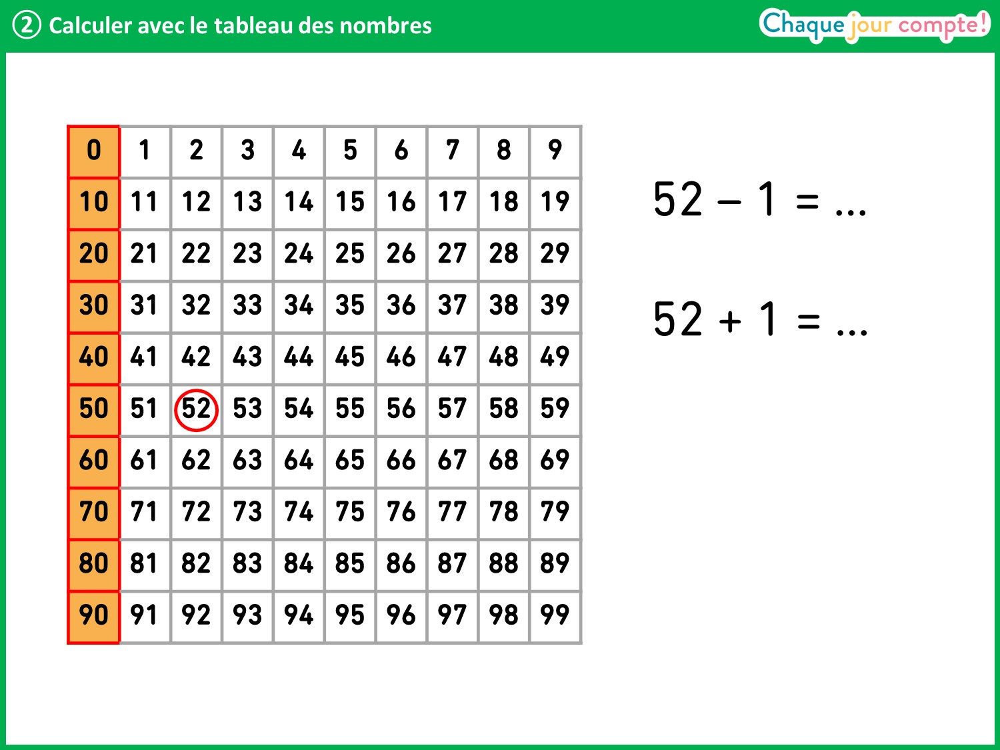 ② Calculer avec le tableau des nombres
Chaque jour compte!
0 1 2 3 4 5 6 7 8 9
10 11 12 13 14 15 16 17 18 19
20 21 22 23 24 25 26 27 28 29
30 31 32 33 34 35 36 37 38 39
40 41 42 43 44 45 46 47 48 49
50 51 52 53 54 55 56 57 58 59
60 61 62 63 64 65 66 67 68 69
70 71 72 73 74 75 76 77 78 79
80 81 82 83 84 85 86 87 88 89
90 91 92 93 94 95 96 97 98 99
52 – 1 = ...
52 + 1 = ...